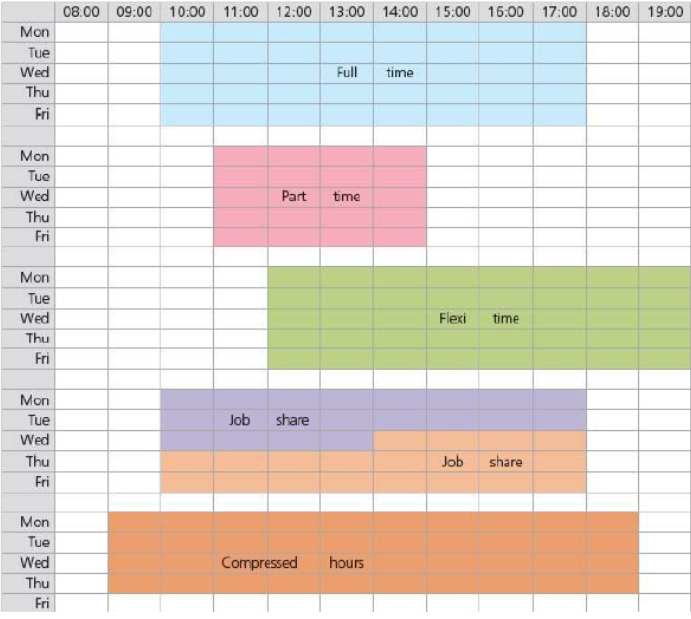 08:00 09:00 10:00 11:00 12:00 13:00 14:00 15:00 16:00 17:00 18:00 19:00
Mon
Tue
Wed Full time
Thu
Fri
Mon
Tue
Wed Part time
Thu
Fri
Mon
Tue
Wed Flexi time
Thu
Fri
Mon
Tue Job share
Wed
Thu Job share
Fri
Mon
Tue
Wed Compressed hours
Thu
Fri